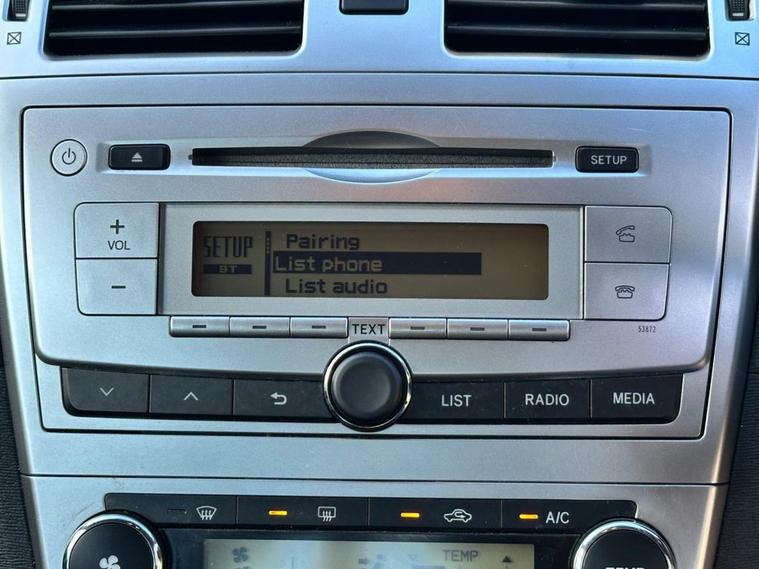 SETUP
+
VOL
−
SETUP
BT
Pairing
List phone
List audio
TEXT
53872
LIST
RADIO
MEDIA
A/C
TEMP